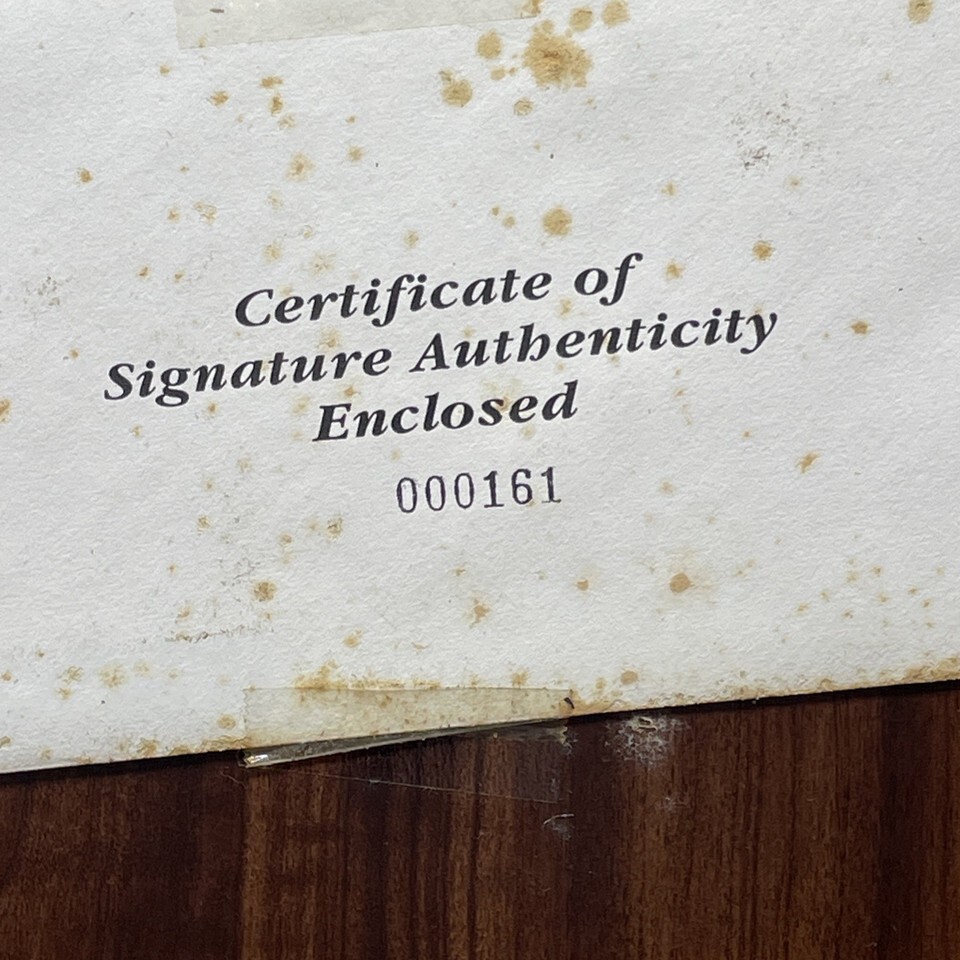 Certificate of
Signature Authenticity
Enclosed
000161